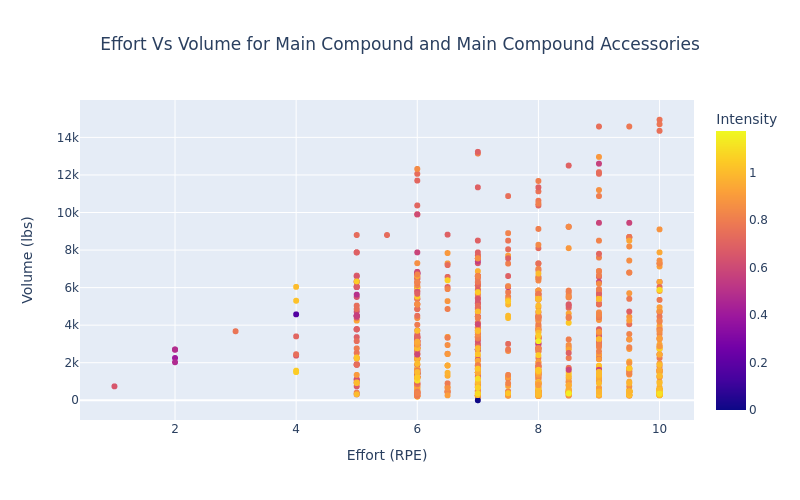 Effort Vs Volume for Main Compound and Main Compound Accessories
Intensity
14k
12k
10k
8k
6k
4k
2k
0
Volume (lbs)
1
0.8
0.6
0.4
0.2
0
2
4
6
8
10
Effort (RPE)